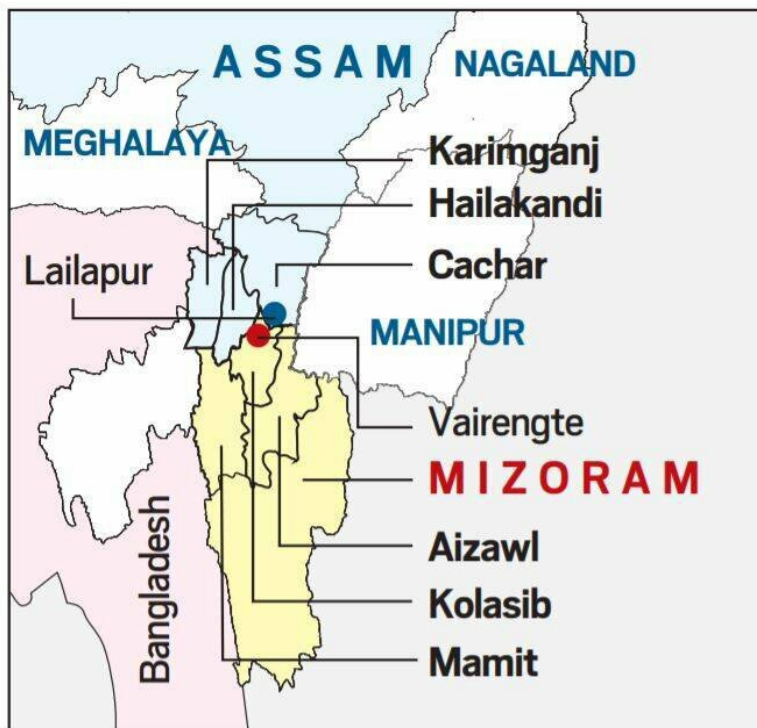 ASSAM
NAGALAND
MEGHALAYA
Karimganj
Hailakandi
Lailapur
Cachar
MANIPUR
Vairengte
MIZORAM
Bangladesh
Aizawl
Kolasib
Mamit